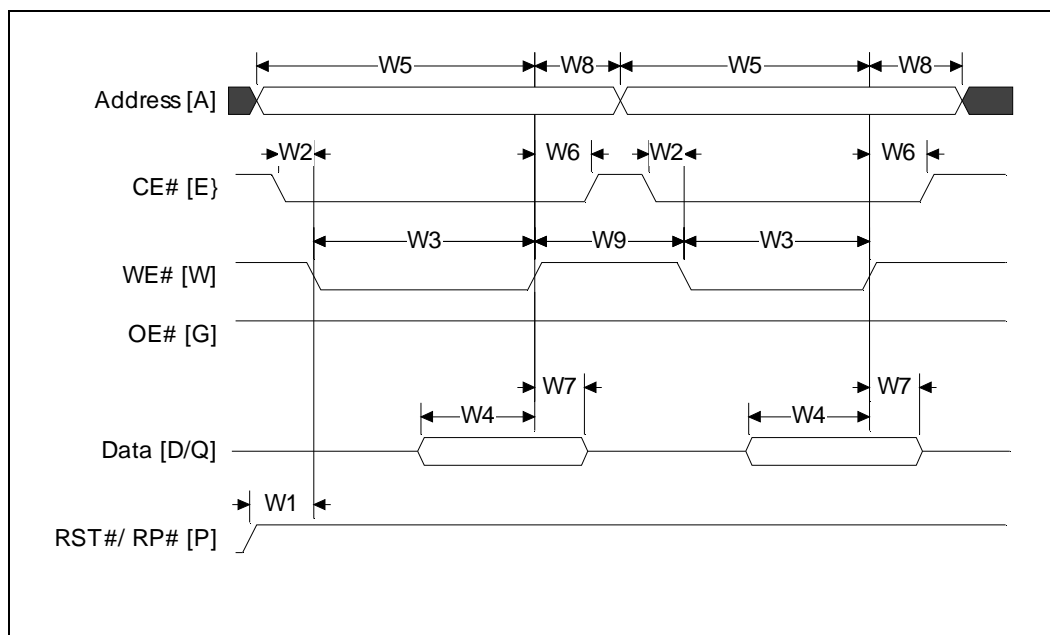 W5 W8 W5 W8
Address [A]
W2 W6 W2 W6
CE# [E}
W3 W9 W3
WE# [W]
OE# [G]
W7 W7
W4 W4
Data [D/Q]
W1
RST#/ RP# [P]